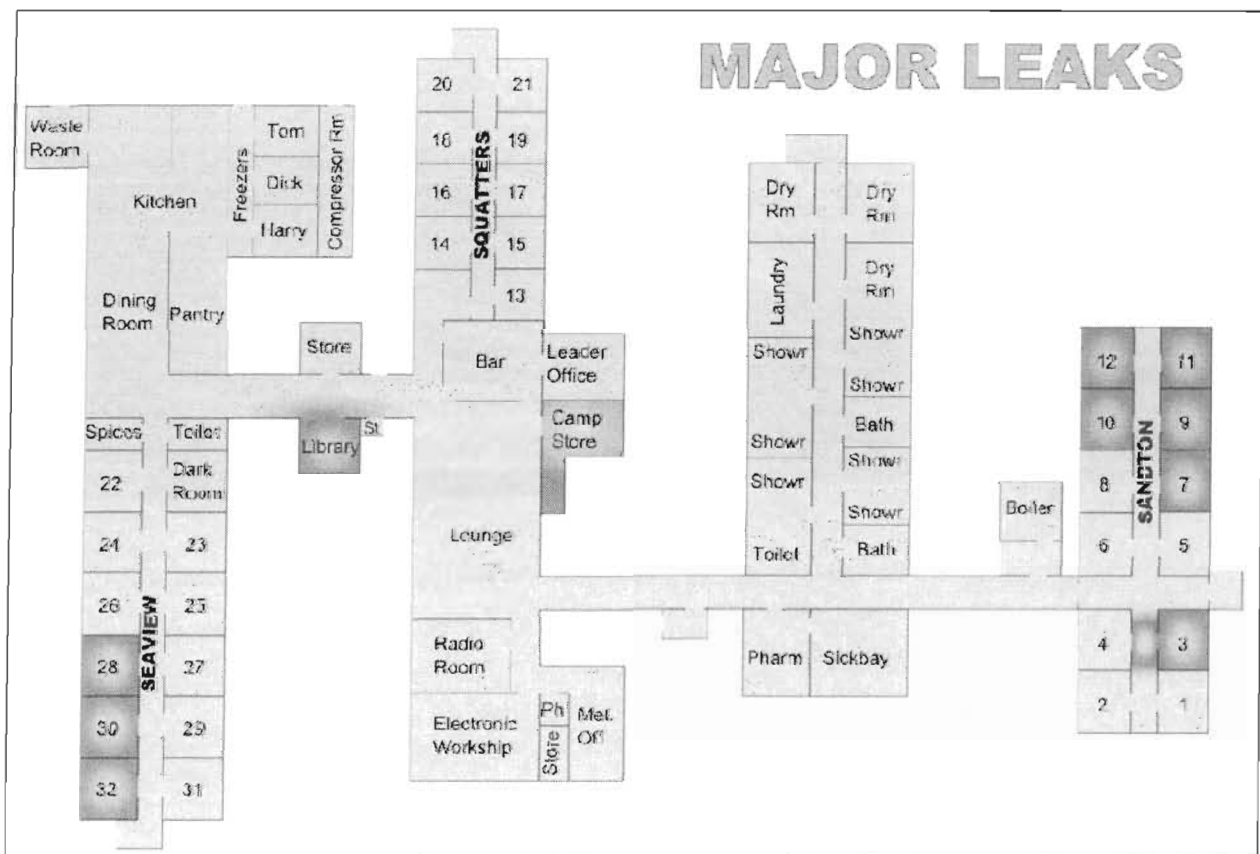 MAJOR LEAKS
Waste
Room
Kitchen
Freezers
Tom
Dick
Harry
Compressor Rm
Dining
Room
Pantry
Store
Library
St
Spices
Toilet
Dark
Room
22
24
23
26
25
28
27
30
29
32
31
SEAVIEW
20
21
18
19
16
17
14
15
13
SQUATTERS
Bar
Leader
Office
Camp
Store
Lounge
Radio
Room
Electronic
Workship
Ph
Store
Met.
Off
Dry
Rm
Dry
Rm
Laundry
Dry
Rm
Showr
Showr
Showr
Showr
Bath
Showr
Showr
Showr
Toilet
Bath
Pharm
Sickbay
Boiler
12
11
10
9
8
7
6
5
4
3
2
1
SANDTON